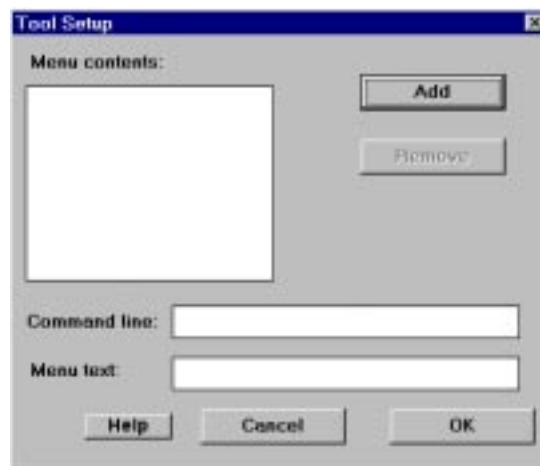 Tool Setup
Menu contents:
Add
Remove
Command line:
Menu text:
Help Cancel OK